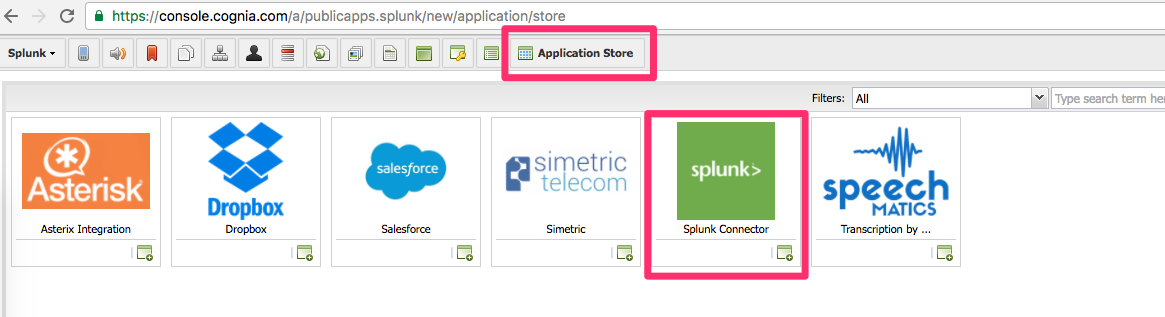 https://console.cognia.com/a/publicapps.splunk/new/application/store
Splunk Application Store
Filters: All Type search term her
Asterisk
Dropbox
salesforce
simetric
telecom
splunk>
speech
MATICS
Asterix Integration
Dropbox
Salesforce
Simetric
Splunk Connector
Transcription by ...